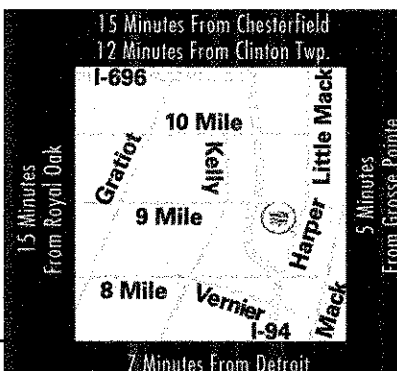 15 Minutes From Chesterfield
12 Minutes From Clinton Twp.
I-696
10 Mile
Gratiot
Kelly
Little Mack
15 Minutes
From Royal Oak
9 Mile
Harper
5 Minutes
From Grosse Pointe
8 Mile
Vernier
I-94
Mack
7 Minutes From Detroit